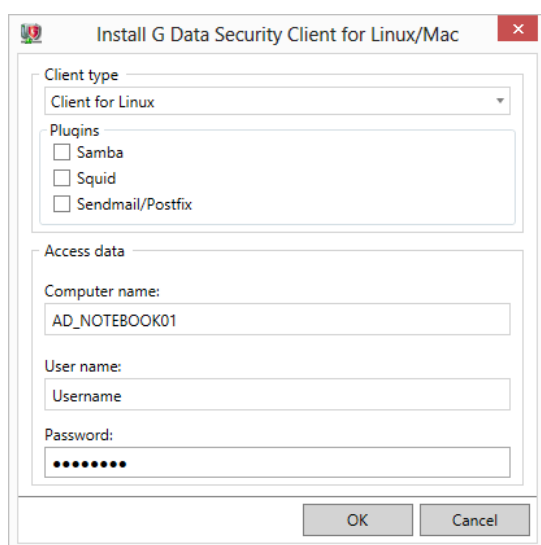 Install G Data Security Client for Linux/Mac
Client type
Client for Linux
Plugins
Samba
Squid
Sendmail/Postfix
Access data
Computer name:
AD_NOTEBOOK01
User name:
Username
Password:
●●●●●●●●
OK Cancel